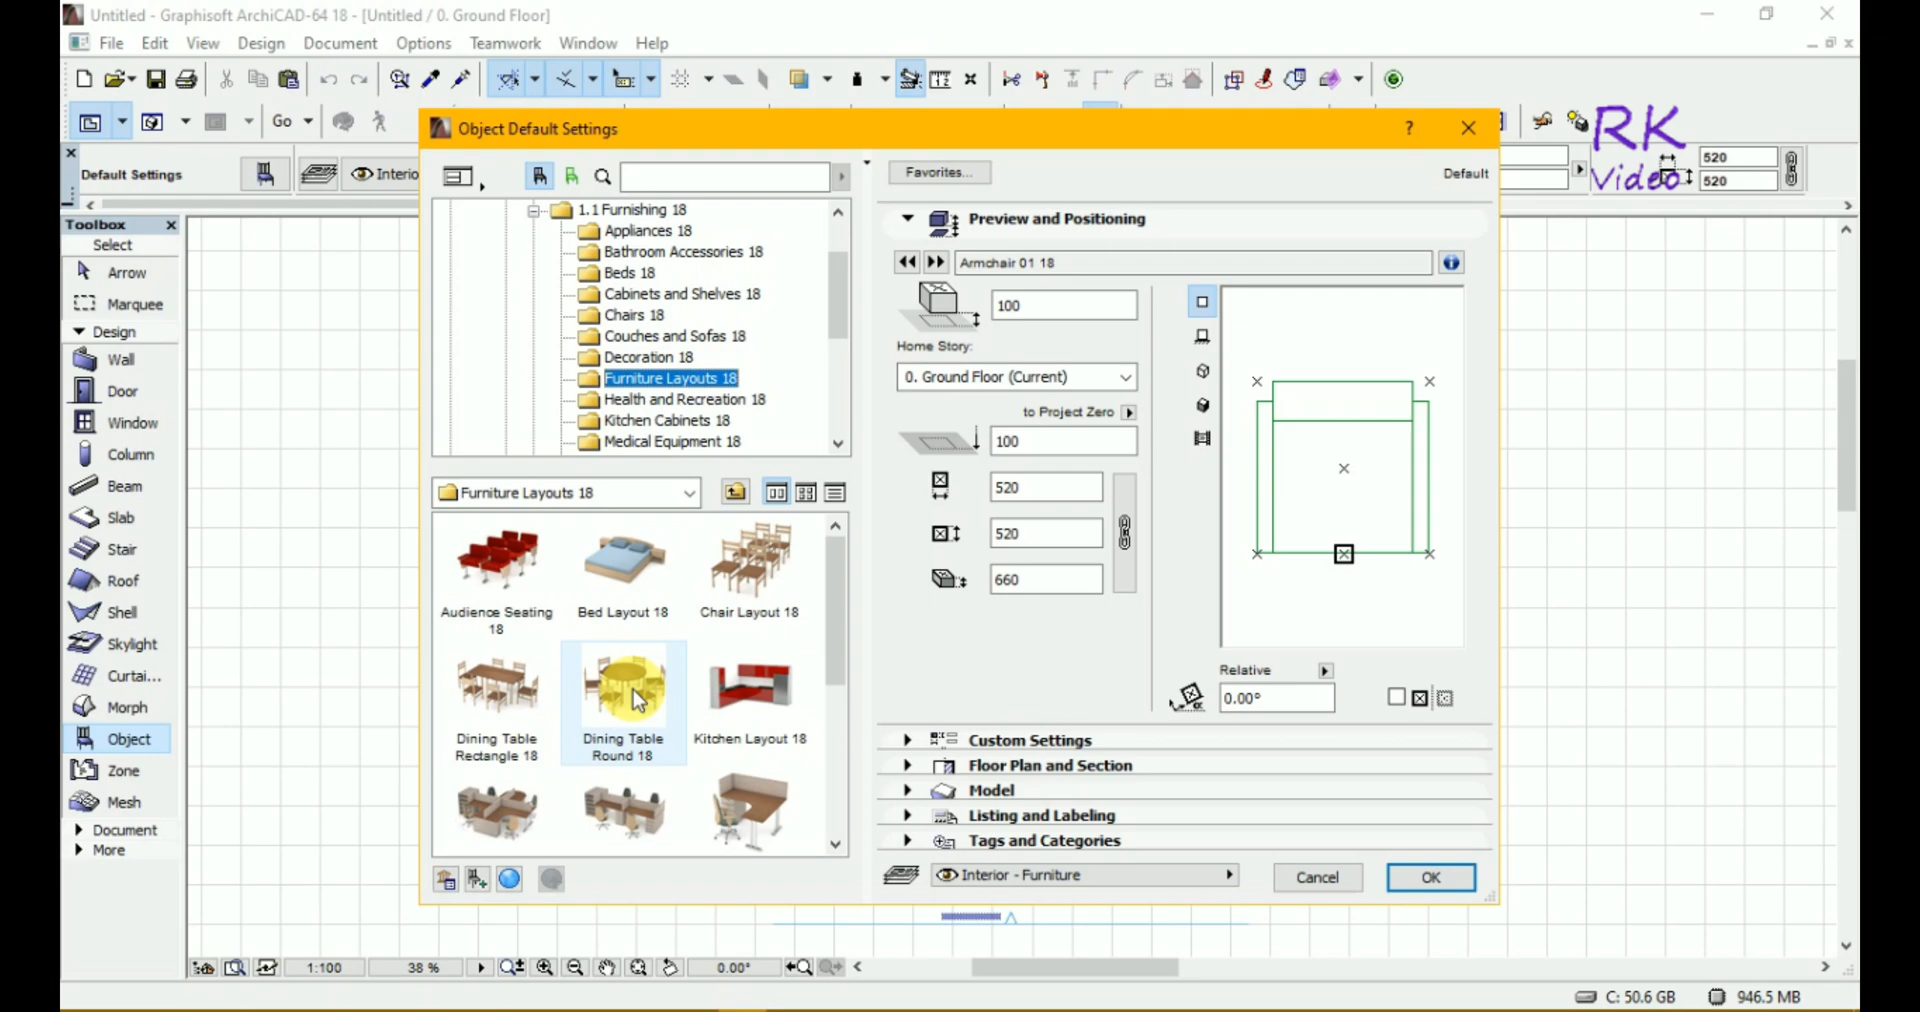 Untitled - Graphisoft ArchiCAD-64 18 - [Untitled / 0. Ground Floor]
File Edit View Design Document Options Teamwork Window Help
Go
Object Default Settings
RK
Video
Default Settings
Interio
520
520
Favorites...
Default
Toolbox
Select
Arrow
Marquee
Design
Wall
Door
Window
Column
Beam
Slab
Stair
Roof
Shell
Skylight
Curtai...
Morph
Object
Zone
Mesh
Document
More
1.1 Furnishing 18
Appliances 18
Bathroom Accessories 18
Beds 18
Cabinets and Shelves 18
Chairs 18
Couches and Sofas 18
Decoration 18
Furniture Layouts 18
Health and Recreation 18
Kitchen Cabinets 18
Medical Equipment 18
Furniture Layouts 18
Audience Seating 18
Bed Layout 18
Chair Layout 18
Dining Table Rectangle 18
Dining Table Round 18
Kitchen Layout 18
Preview and Positioning
Armchair 01 18
100
Home Story:
0. Ground Floor (Current)
to Project Zero
100
520
520
660
Relative
0.00°
Custom Settings
Floor Plan and Section
Model
Listing and Labeling
Tags and Categories
Interior - Furniture
Cancel
OK
1:100
38 %
0.00°
C: 50.6 GB
946.5 MB